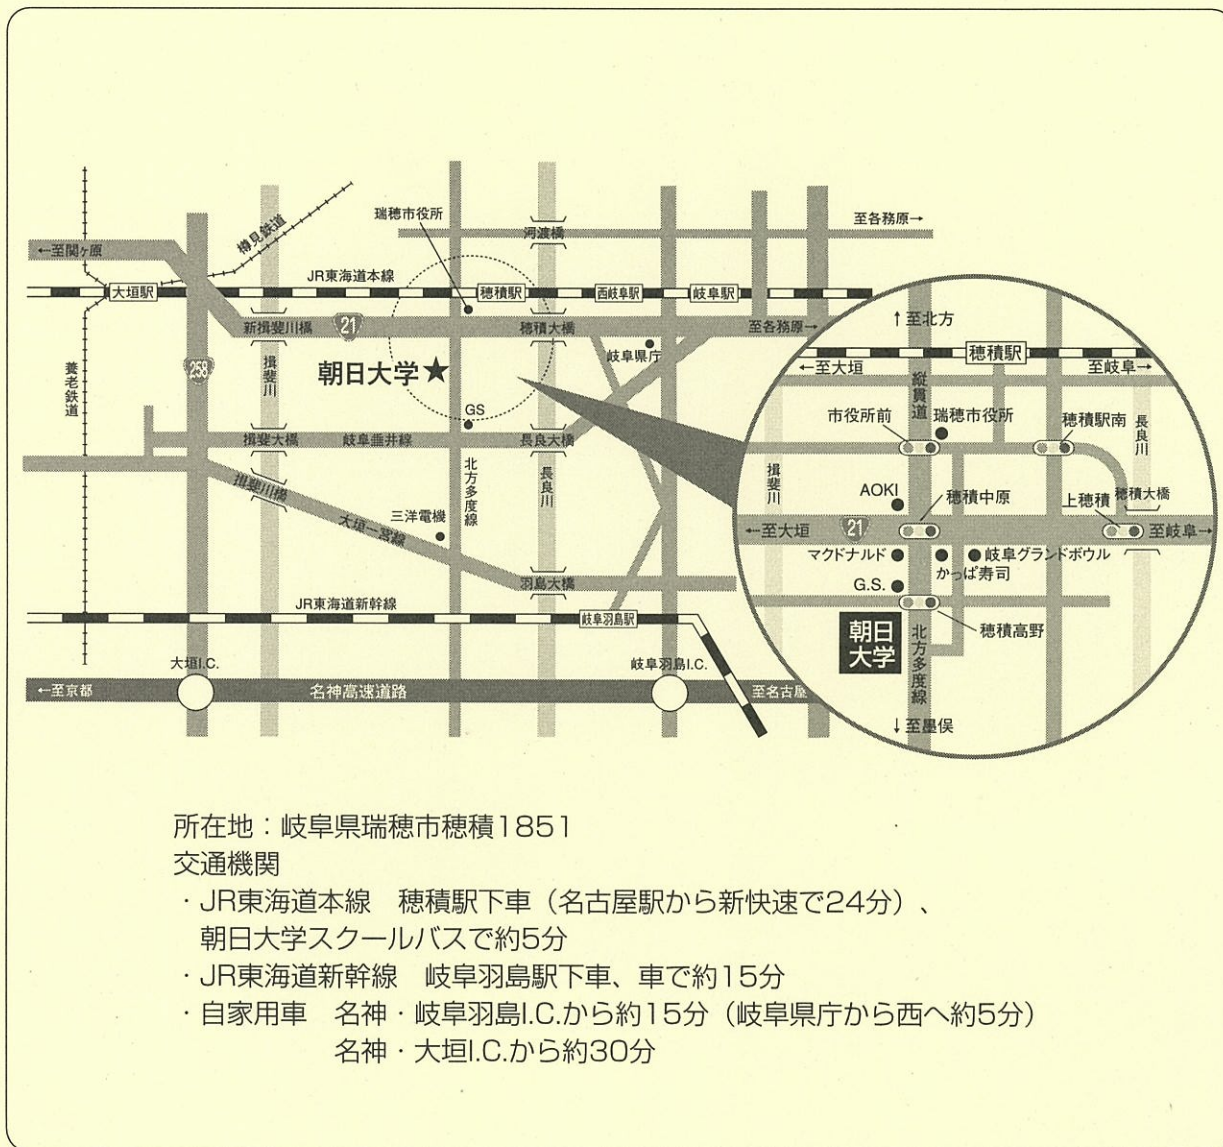 瑞穂市役所
河渡橋
至各務原→
←至関ヶ原
樽見鉄道
JR東海道本線
大垣駅
穂積駅
西岐阜駅
岐阜駅
新揖斐川橋
21
穂積大橋
至各務原→
岐阜県庁
朝日大学★
養老鉄道
258
揖斐川
GS
揖斐大橋
岐阜垂井線
長良大橋
揖斐川橋
大垣一宮線
三洋電機
北方多度線
長良川
羽島大橋
JR東海道新幹線
岐阜羽島駅
大垣I.C.
岐阜羽島I.C.
←至京都
名神高速道路
至名古屋
↑至北方
穂積駅
←至大垣
至岐阜→
縦貫道
市役所前
瑞穂市役所
穂積駅南
長良川
揖斐川
AOKI
穂積中原
上穂積
穂積大橋
←至大垣
21
至岐阜→
マクドナルド
かっぱ寿司
岐阜グランドボウル
G.S.
穂積高野
朝日
大学
北方多度線
↓至墨俣
所在地：岐阜県瑞穂市穂積1851
交通機関
・JR東海道本線　穂積駅下車（名古屋駅から新快速で24分）、
朝日大学スクールバスで約5分
・JR東海道新幹線　岐阜羽島駅下車、車で約15分
・自家用車　名神・岐阜羽島I.C.から約15分（岐阜県庁から西へ約5分）
名神・大垣I.C.から約30分